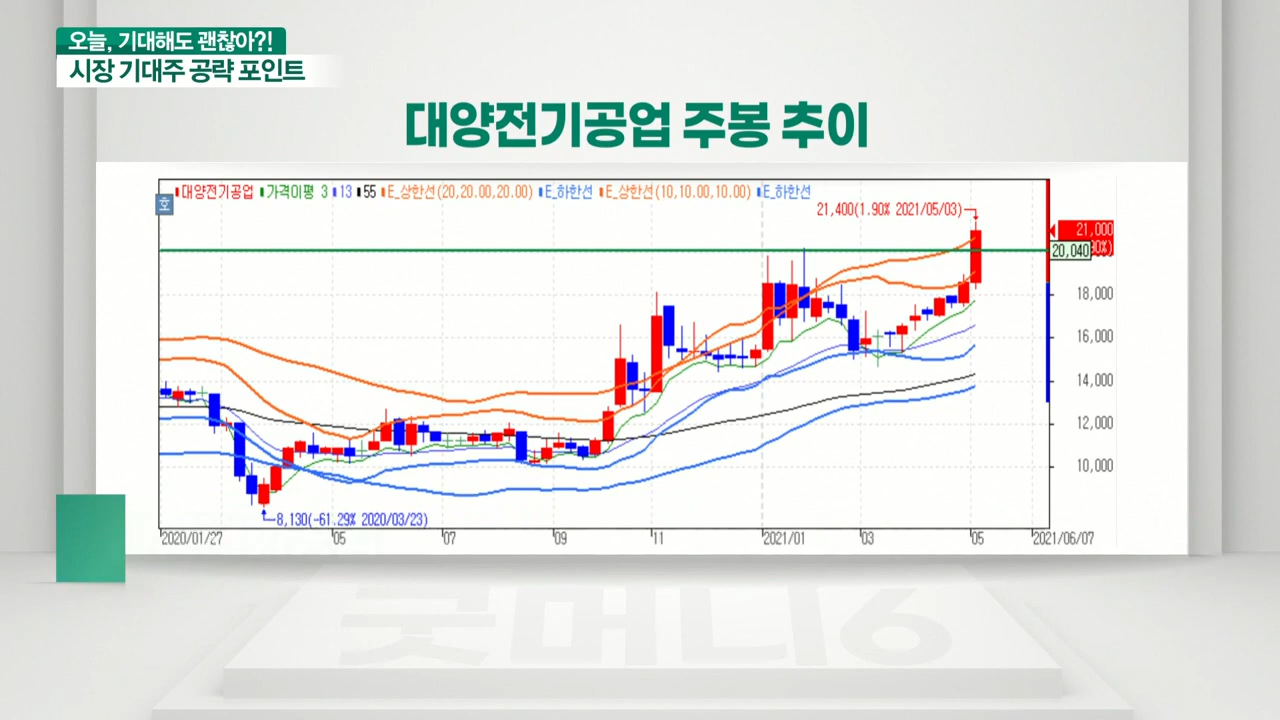 오늘, 기대해도 괜찮아?!
시장 기대주 공략 포인트
대양전기공업 주봉 추이
호
대양전기공업 가격이평 3 13 55 E_상한선(20,20.00,20.00) E_하한선 E_상한선(10,10.00,10.00) E_하한선
21,400(1.90% 2021/05/03)
21,000
20,040
18,000
16,000
14,000
12,000
10,000
8,130(-61.29% 2020/03/23)
2020/01/27 05 07 09 11 2021/01 03 05 2021/06/07
굿머니6